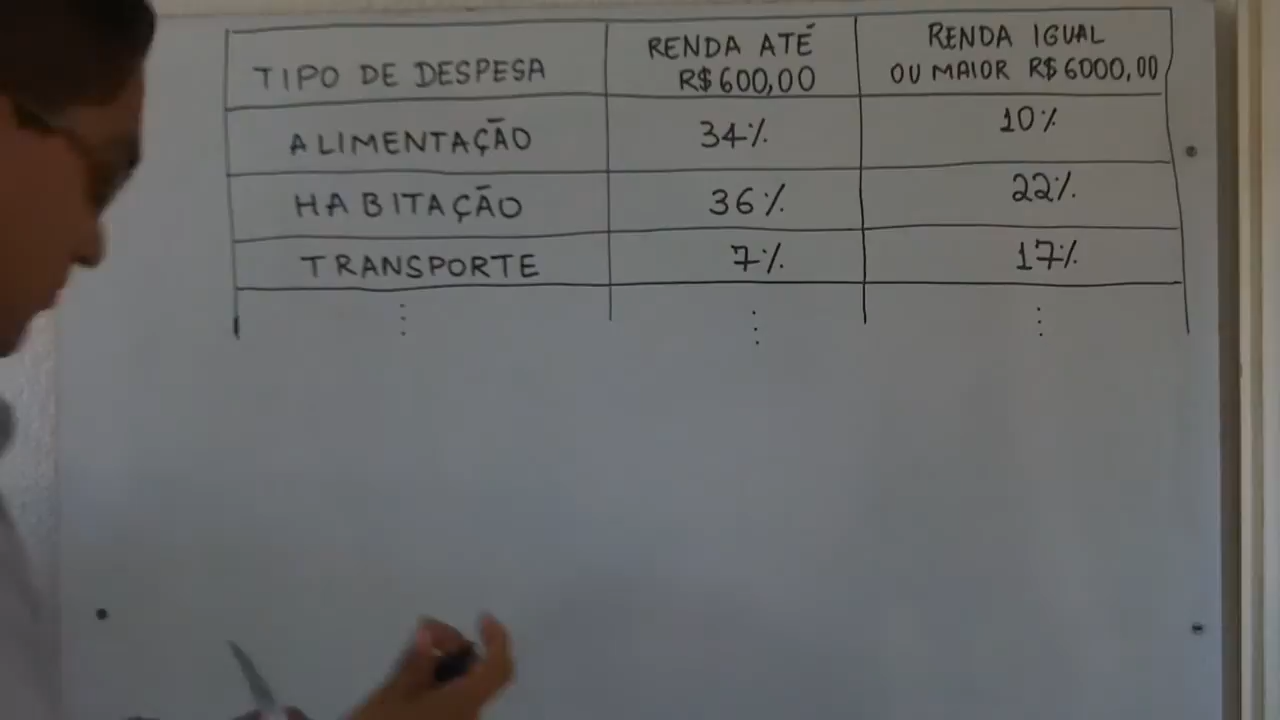 TIPO DE DESPESA
RENDA ATÉ
R$600,00
RENDA IGUAL
OU MAIOR R$6000,00
ALIMENTAÇÃO
34%
10%
HABITAÇÃO
36%
22%
TRANSPORTE
7%
17%
⋮
⋮
⋮